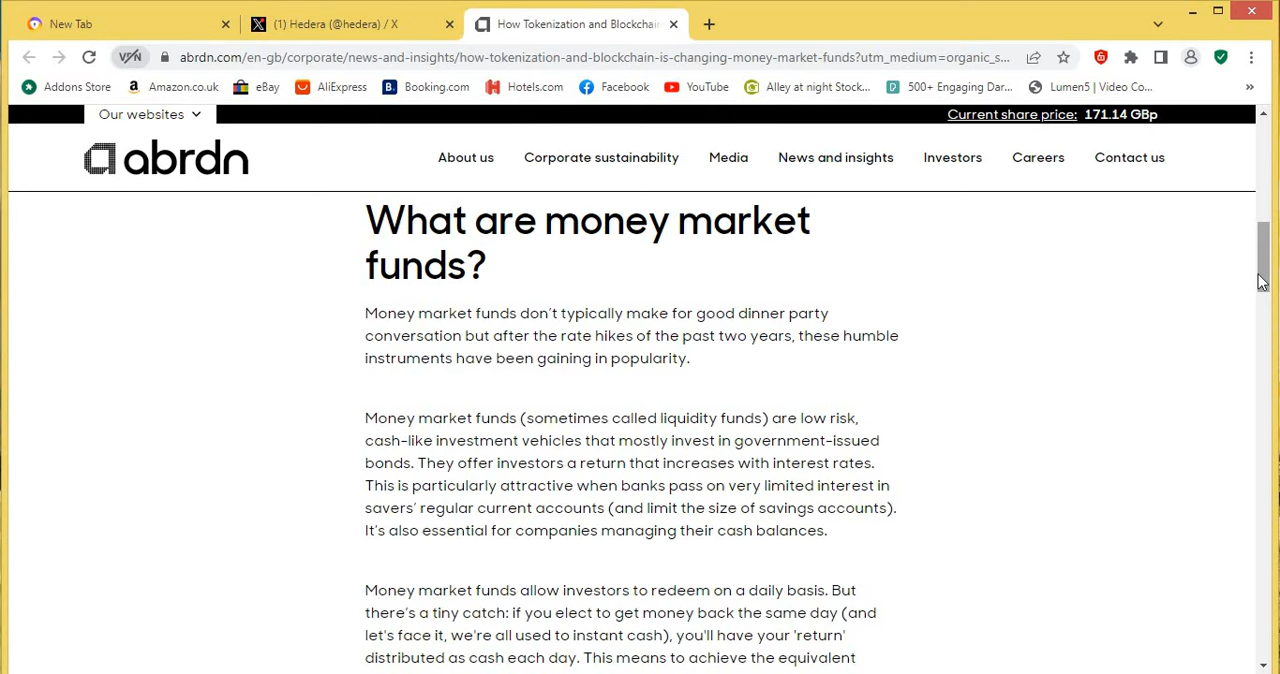 New Tab
(1) Hedera (@hedera) / X
How Tokenization and Blockchain
VPN
abrdn.com/en-gb/corporate/news-and-insights/how-tokenization-and-blockchain-is-changing-money-market-funds?utm_medium=organic_s...
Addons Store
Amazon.co.uk
eBay
AliExpress
Booking.com
Hotels.com
Facebook
YouTube
Alley at night Stock...
500+ Engaging Dar...
Lumen5 | Video Co...
»
Our websites
Current share price: 171.14 GBp
abrdn
About us
Corporate sustainability
Media
News and insights
Investors
Careers
Contact us
What are money market
funds?
Money market funds don't typically make for good dinner party
conversation but after the rate hikes of the past two years, these humble
instruments have been gaining in popularity.
Money market funds (sometimes called liquidity funds) are low risk,
cash-like investment vehicles that mostly invest in government-issued
bonds. They offer investors a return that increases with interest rates.
This is particularly attractive when banks pass on very limited interest in
savers' regular current accounts (and limit the size of savings accounts).
It's also essential for companies managing their cash balances.
Money market funds allow investors to redeem on a daily basis. But
there's a tiny catch: if you elect to get money back the same day (and
let's face it, we're all used to instant cash), you'll have your 'return'
distributed as cash each day. This means to achieve the equivalent